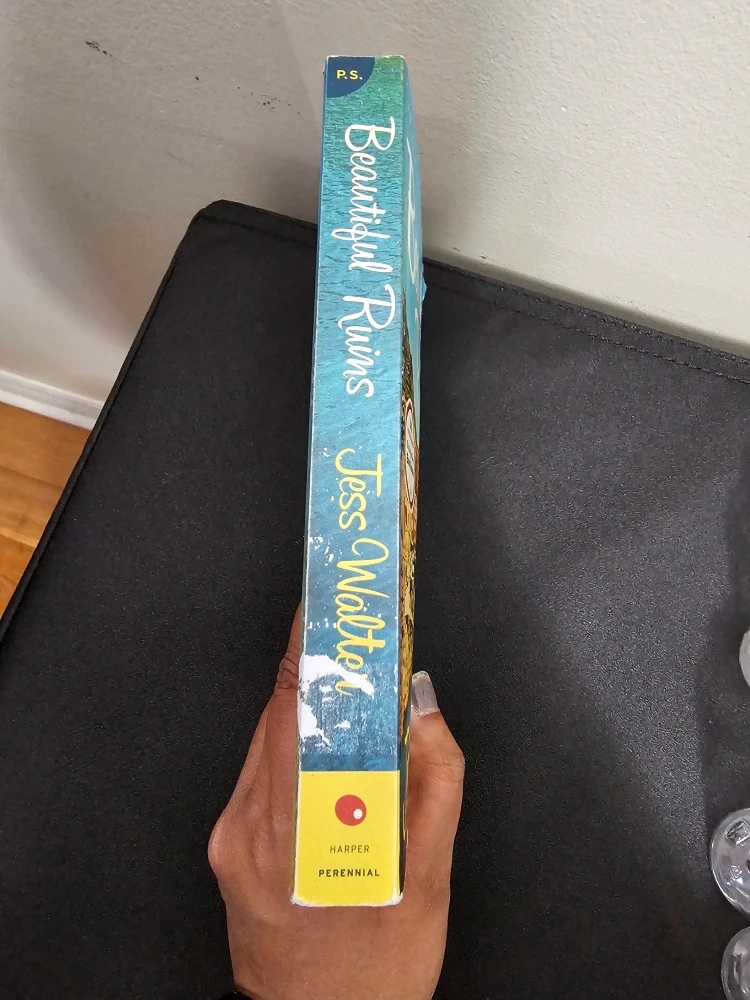 P.S.
Beautiful Ruins
Jess Walter
HARPER
PERENNIAL